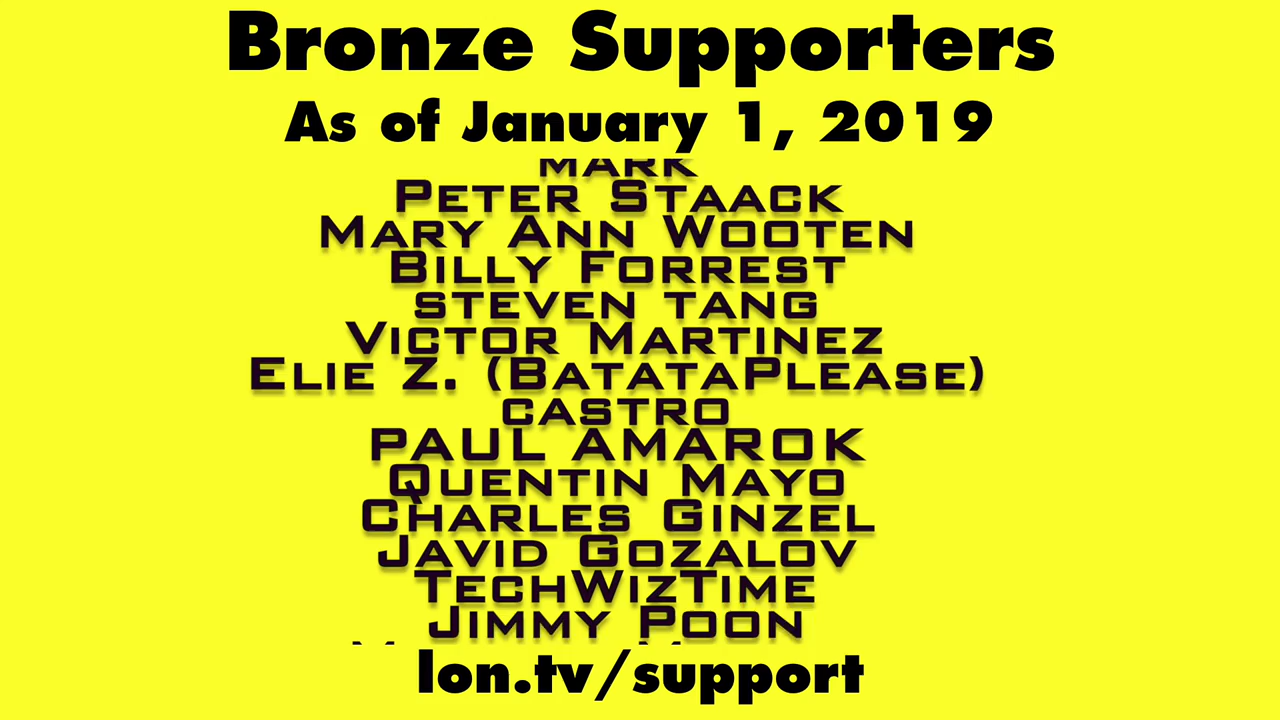 Bronze Supporters
As of January 1, 2019
MARK
PETER STAACK
MARY ANN WOOTEN
BILLY FORREST
STEVEN TANG
VICTOR MARTINEZ
ELIE Z. (BATATAPLEASE)
CASTRO
PAUL AMAROK
QUENTIN MAYO
CHARLES GINZEL
JAVID GOZALOV
TECHWIZTIME
JIMMY POON
lon.tv/support